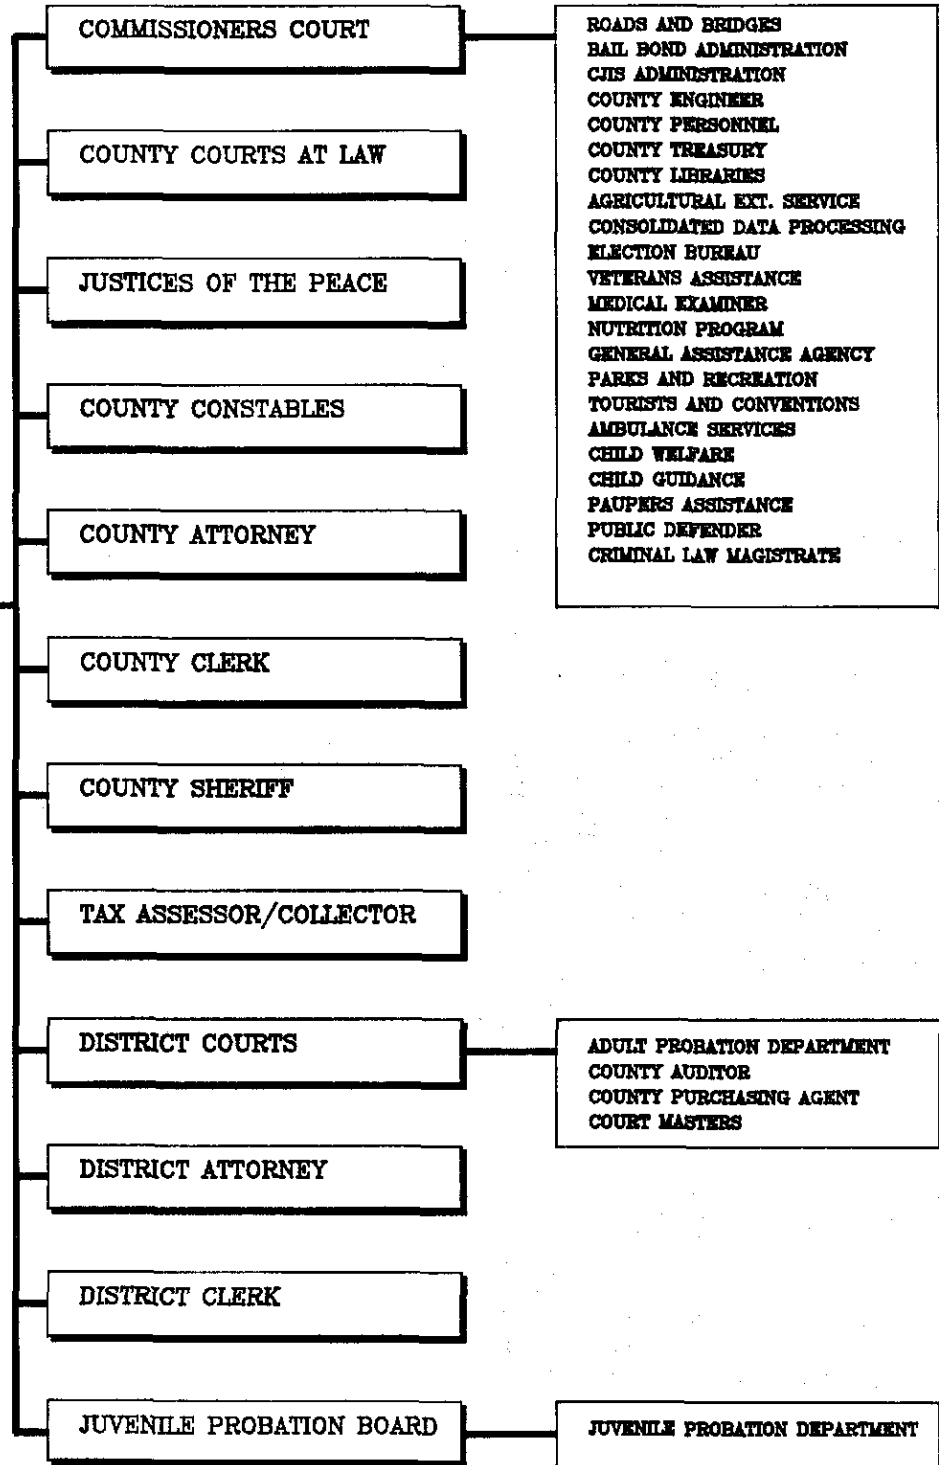 COMMISSIONERS COURT
ROADS AND BRIDGES
BAIL BOND ADMINISTRATION
CJIS ADMINISTRATION
COUNTY ENGINEER
COUNTY PERSONNEL
COUNTY TREASURY
COUNTY LIBRARIES
AGRICULTURAL EXT. SERVICE
CONSOLIDATED DATA PROCESSING
ELECTION BUREAU
VETERANS ASSISTANCE
MEDICAL EXAMINER
NUTRITION PROGRAM
GENERAL ASSISTANCE AGENCY
PARKS AND RECREATION
TOURISTS AND CONVENTIONS
AMBULANCE SERVICES
CHILD WELFARE
CHILD GUIDANCE
PAUPERS ASSISTANCE
PUBLIC DEFENDER
CRIMINAL LAW MAGISTRATE
COUNTY COURTS AT LAW
JUSTICES OF THE PEACE
COUNTY CONSTABLES
COUNTY ATTORNEY
COUNTY CLERK
COUNTY SHERIFF
TAX ASSESSOR/COLLECTOR
DISTRICT COURTS
ADULT PROBATION DEPARTMENT
COUNTY AUDITOR
COUNTY PURCHASING AGENT
COURT MASTERS
DISTRICT ATTORNEY
DISTRICT CLERK
JUVENILE PROBATION BOARD
JUVENILE PROBATION DEPARTMENT